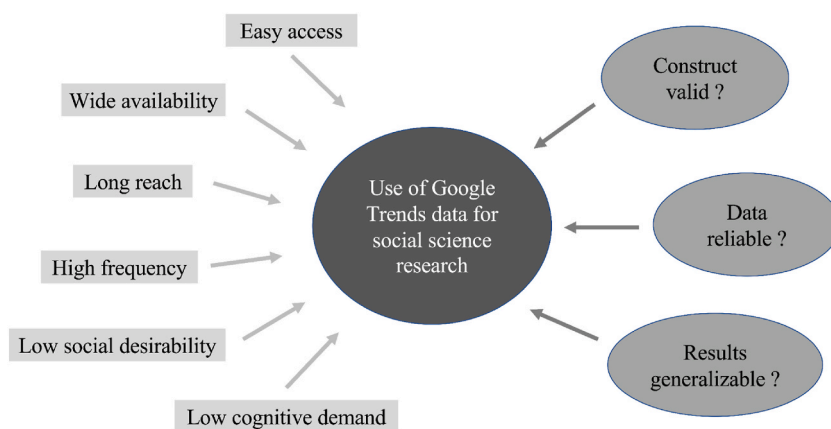 Easy access
Wide availability
Long reach
High frequency
Low social desirability
Low cognitive demand
Use of Google
Trends data for
social science
research
Construct
valid ?
Data
reliable ?
Results
generalizable ?